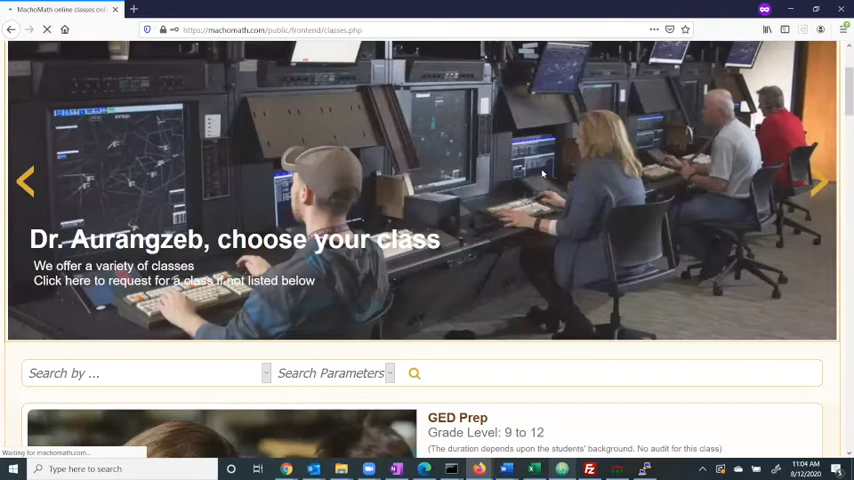 MachoMath online classes onli
https://machomath.com/public/frontend/classes.php
Dr. Aurangzeb, choose your class
We offer a variety of classes
Click here to request for a class if not listed below
Search by ...
Search Parameters
GED Prep
Grade Level: 9 to 12
(The duration depends upon the students' background. No audit for this class)
Waiting for machomath.com...
Type here to search
11:04 AM
8/12/2020